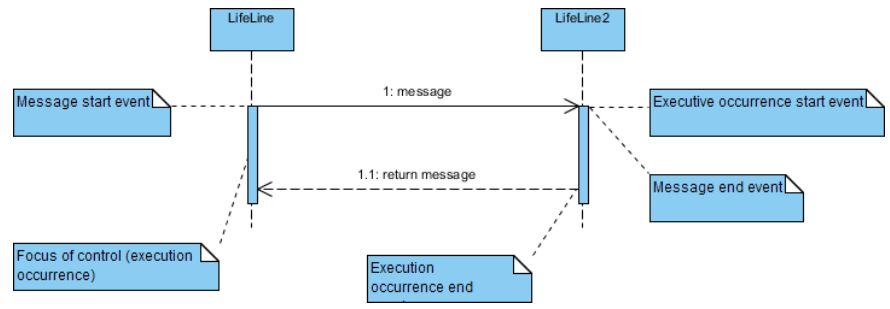 LifeLine
LifeLine2
Message start event
1: message
Executive occurrence start event
1.1: return message
Message end event
Focus of control (execution
occurrence)
Execution
occurrence end